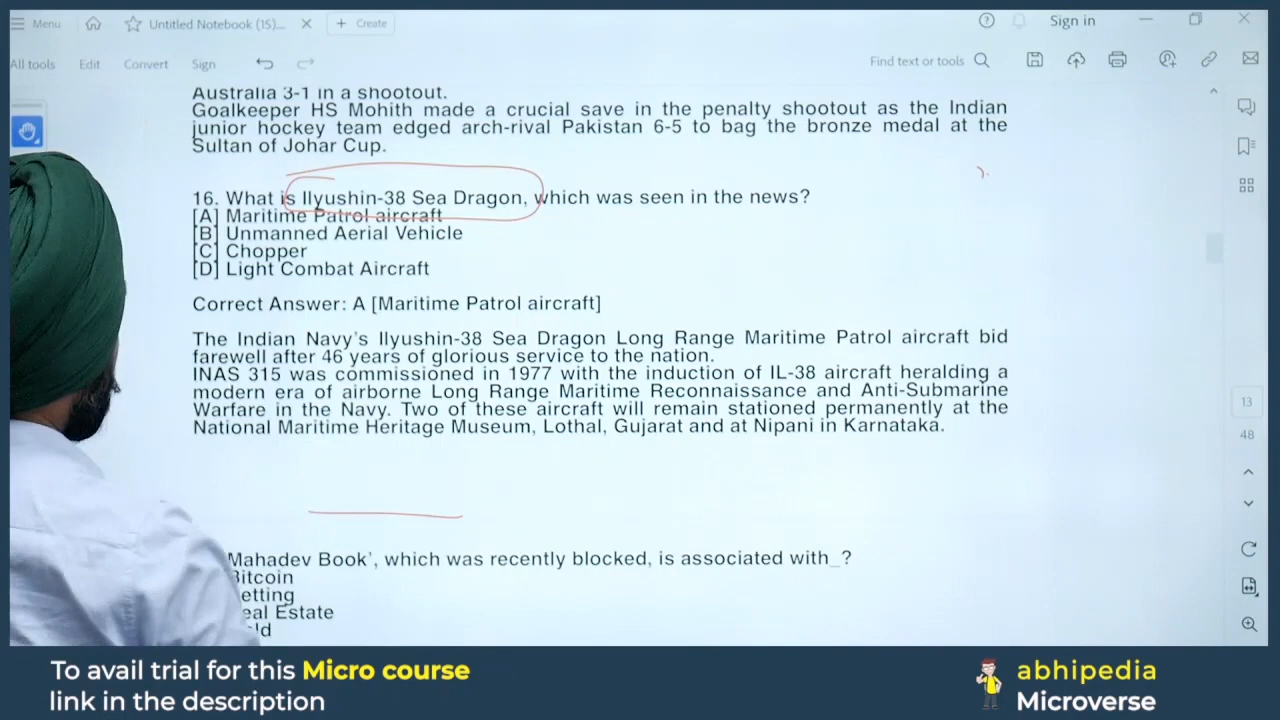 Menu
Untitled Notebook (15)...
Create
Sign in
All tools
Edit
Convert
Sign
Find text or tools
Australia 3-1 in a shootout.
Goalkeeper HS Mohith made a crucial save in the penalty shootout as the Indian
junior hockey team edged arch-rival Pakistan 6-5 to bag the bronze medal at the
Sultan of Johar Cup.
16. What is Ilyushin-38 Sea Dragon, which was seen in the news?
[A] Maritime Patrol aircraft
[B] Unmanned Aerial Vehicle
[C] Chopper
[D] Light Combat Aircraft
Correct Answer: A [Maritime Patrol aircraft]
The Indian Navy's Ilyushin-38 Sea Dragon Long Range Maritime Patrol aircraft bid
farewell after 46 years of glorious service to the nation.
INAS 315 was commissioned in 1977 with the induction of IL-38 aircraft heralding a
modern era of airborne Long Range Maritime Reconnaissance and Anti-Submarine
Warfare in the Navy. Two of these aircraft will remain stationed permanently at the
National Maritime Heritage Museum, Lothal, Gujarat and at Nipani in Karnataka.
13
48
Mahadev Book', which was recently blocked, is associated with_?
Bitcoin
etting
eal Estate
ld
To avail trial for this Micro course
link in the description
abhipedia
Microverse